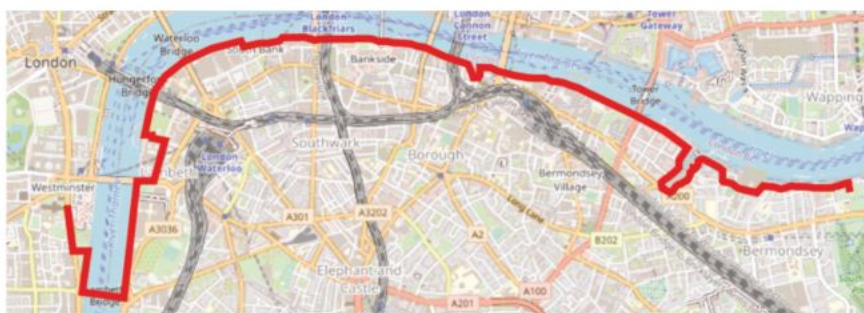 London
Waterloo
Bridge
South Bank
London
Blackfriars
London
Cannon
Street
Tower
Gateway
Hungerford
Bridge
Bankside
Tower
Bridge
Wapping
Southwark
London
Waterloo
Borough
Bermondsey
Village
Westminster
Long Lane
A200
A3036
A301
A3202
A2
B202
Bermondsey
Elephant and
Castle
Bridge
A201
A100